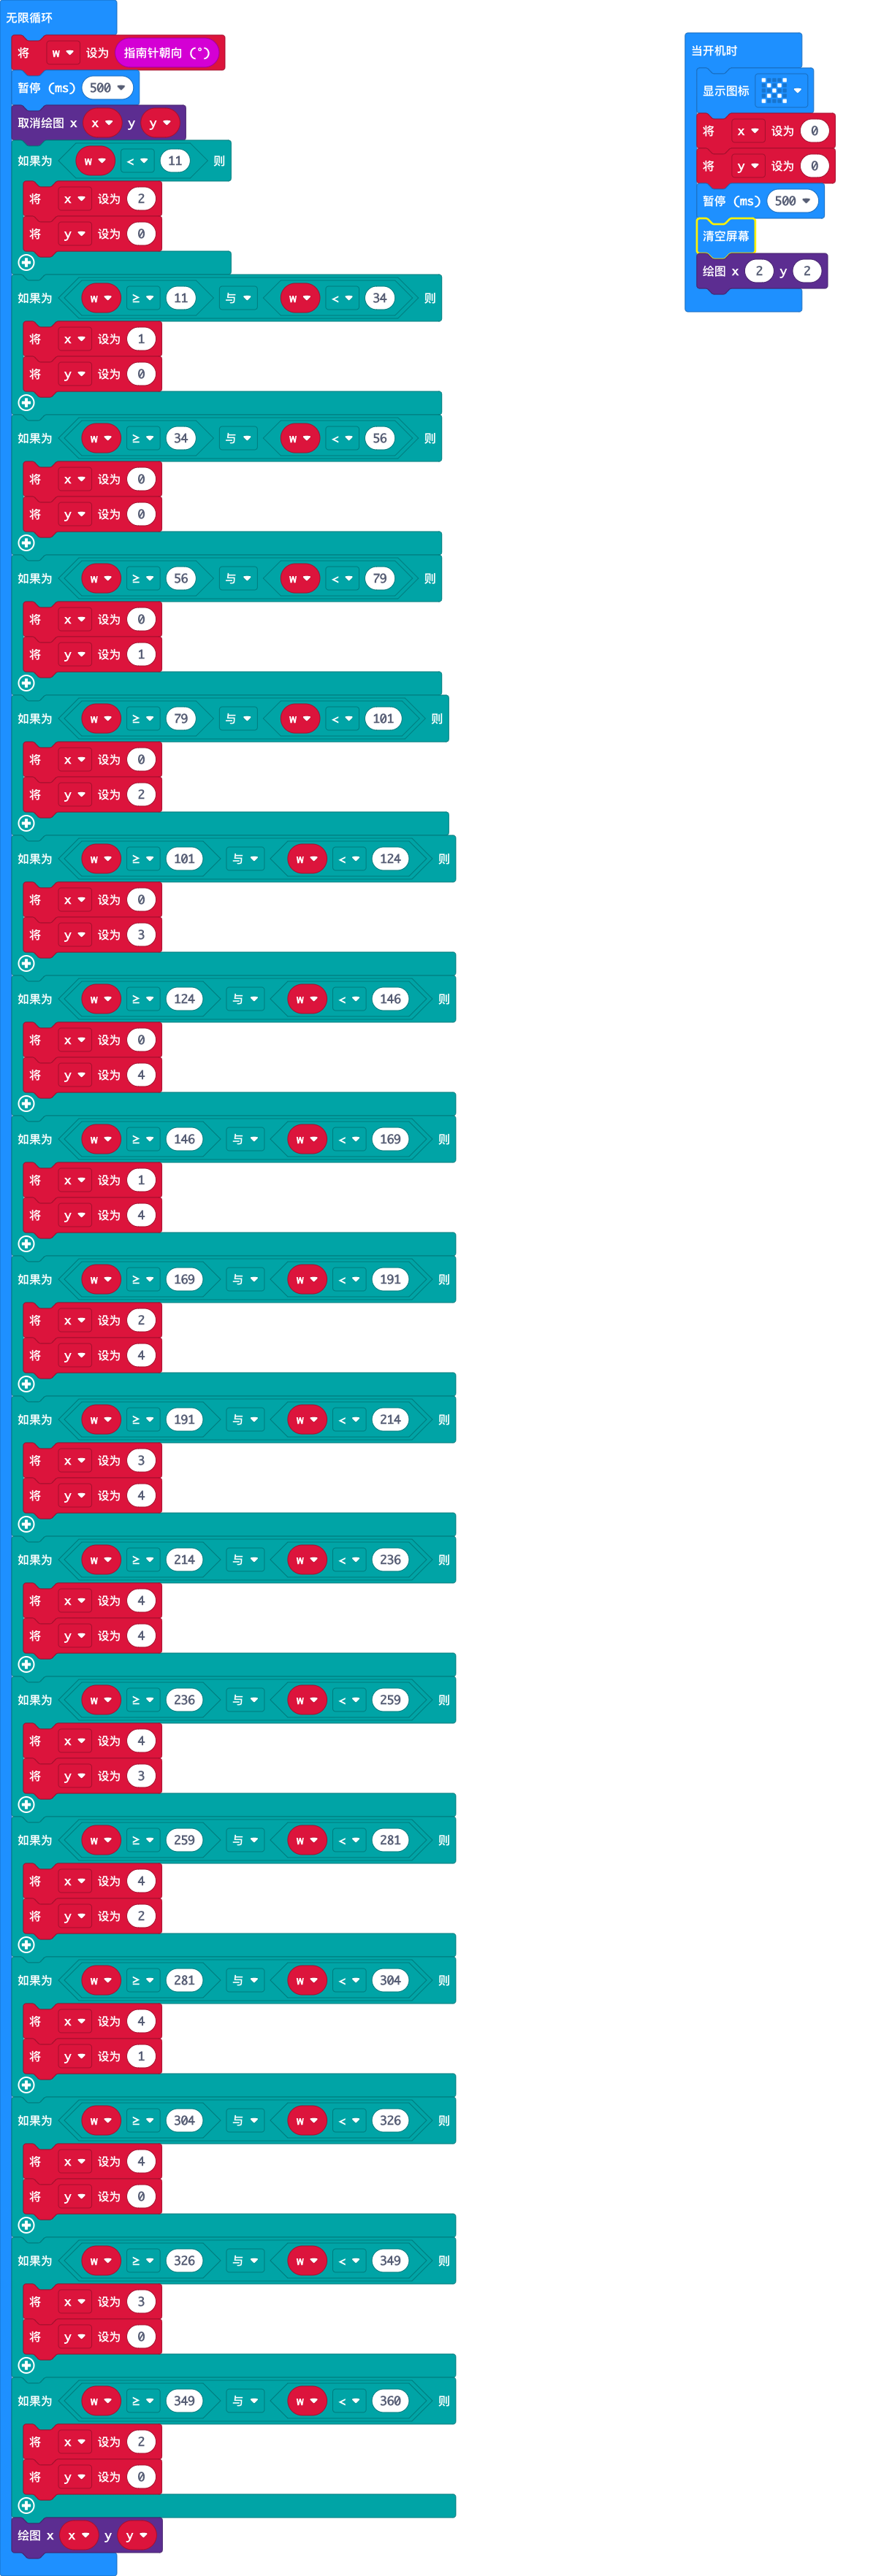 无限循环
将 w 设为 指南针朝向 (°)
暂停 (ms) 500
取消绘图 x x y y
如果为 w < 11 则
将 x 设为 2
将 y 设为 0
如果为 w ≥ 11 与 w < 34 则
将 x 设为 1
将 y 设为 0
如果为 w ≥ 34 与 w < 56 则
将 x 设为 0
将 y 设为 0
如果为 w ≥ 56 与 w < 79 则
将 x 设为 0
将 y 设为 1
如果为 w ≥ 79 与 w < 101 则
将 x 设为 0
将 y 设为 2
如果为 w ≥ 101 与 w < 124 则
将 x 设为 0
将 y 设为 3
如果为 w ≥ 124 与 w < 146 则
将 x 设为 0
将 y 设为 4
如果为 w ≥ 146 与 w < 169 则
将 x 设为 1
将 y 设为 4
如果为 w ≥ 169 与 w < 191 则
将 x 设为 2
将 y 设为 4
如果为 w ≥ 191 与 w < 214 则
将 x 设为 3
将 y 设为 4
如果为 w ≥ 214 与 w < 236 则
将 x 设为 4
将 y 设为 4
如果为 w ≥ 236 与 w < 259 则
将 x 设为 4
将 y 设为 3
如果为 w ≥ 259 与 w < 281 则
将 x 设为 4
将 y 设为 2
如果为 w ≥ 281 与 w < 304 则
将 x 设为 4
将 y 设为 1
如果为 w ≥ 304 与 w < 326 则
将 x 设为 4
将 y 设为 0
如果为 w ≥ 326 与 w < 349 则
将 x 设为 3
将 y 设为 0
如果为 w ≥ 349 与 w < 360 则
将 x 设为 2
将 y 设为 0
绘图 x x y y
当开机时
显示图标
将 x 设为 0
将 y 设为 0
暂停 (ms) 500
清空屏幕
绘图 x 2 y 2